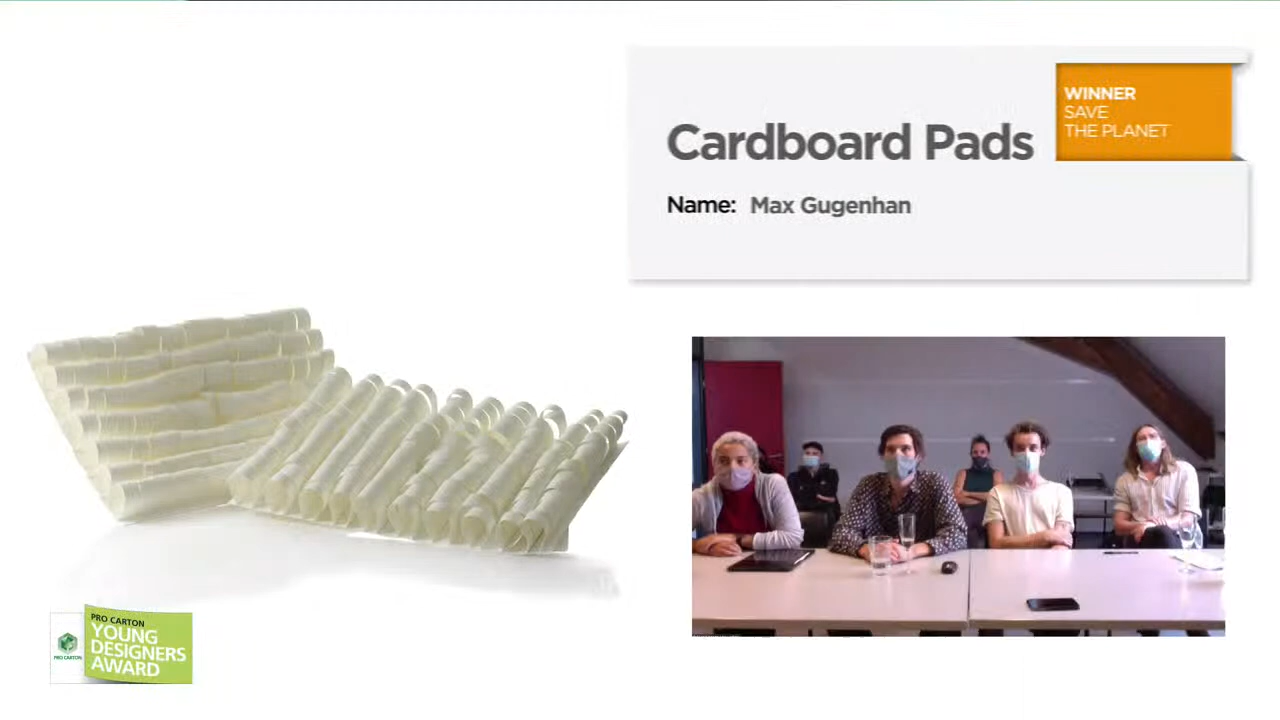 Cardboard Pads
WINNER
SAVE
THE PLANET
Name: Max Gugenhan
PRO CARTON
PRO CARTON
YOUNG
DESIGNERS
AWARD